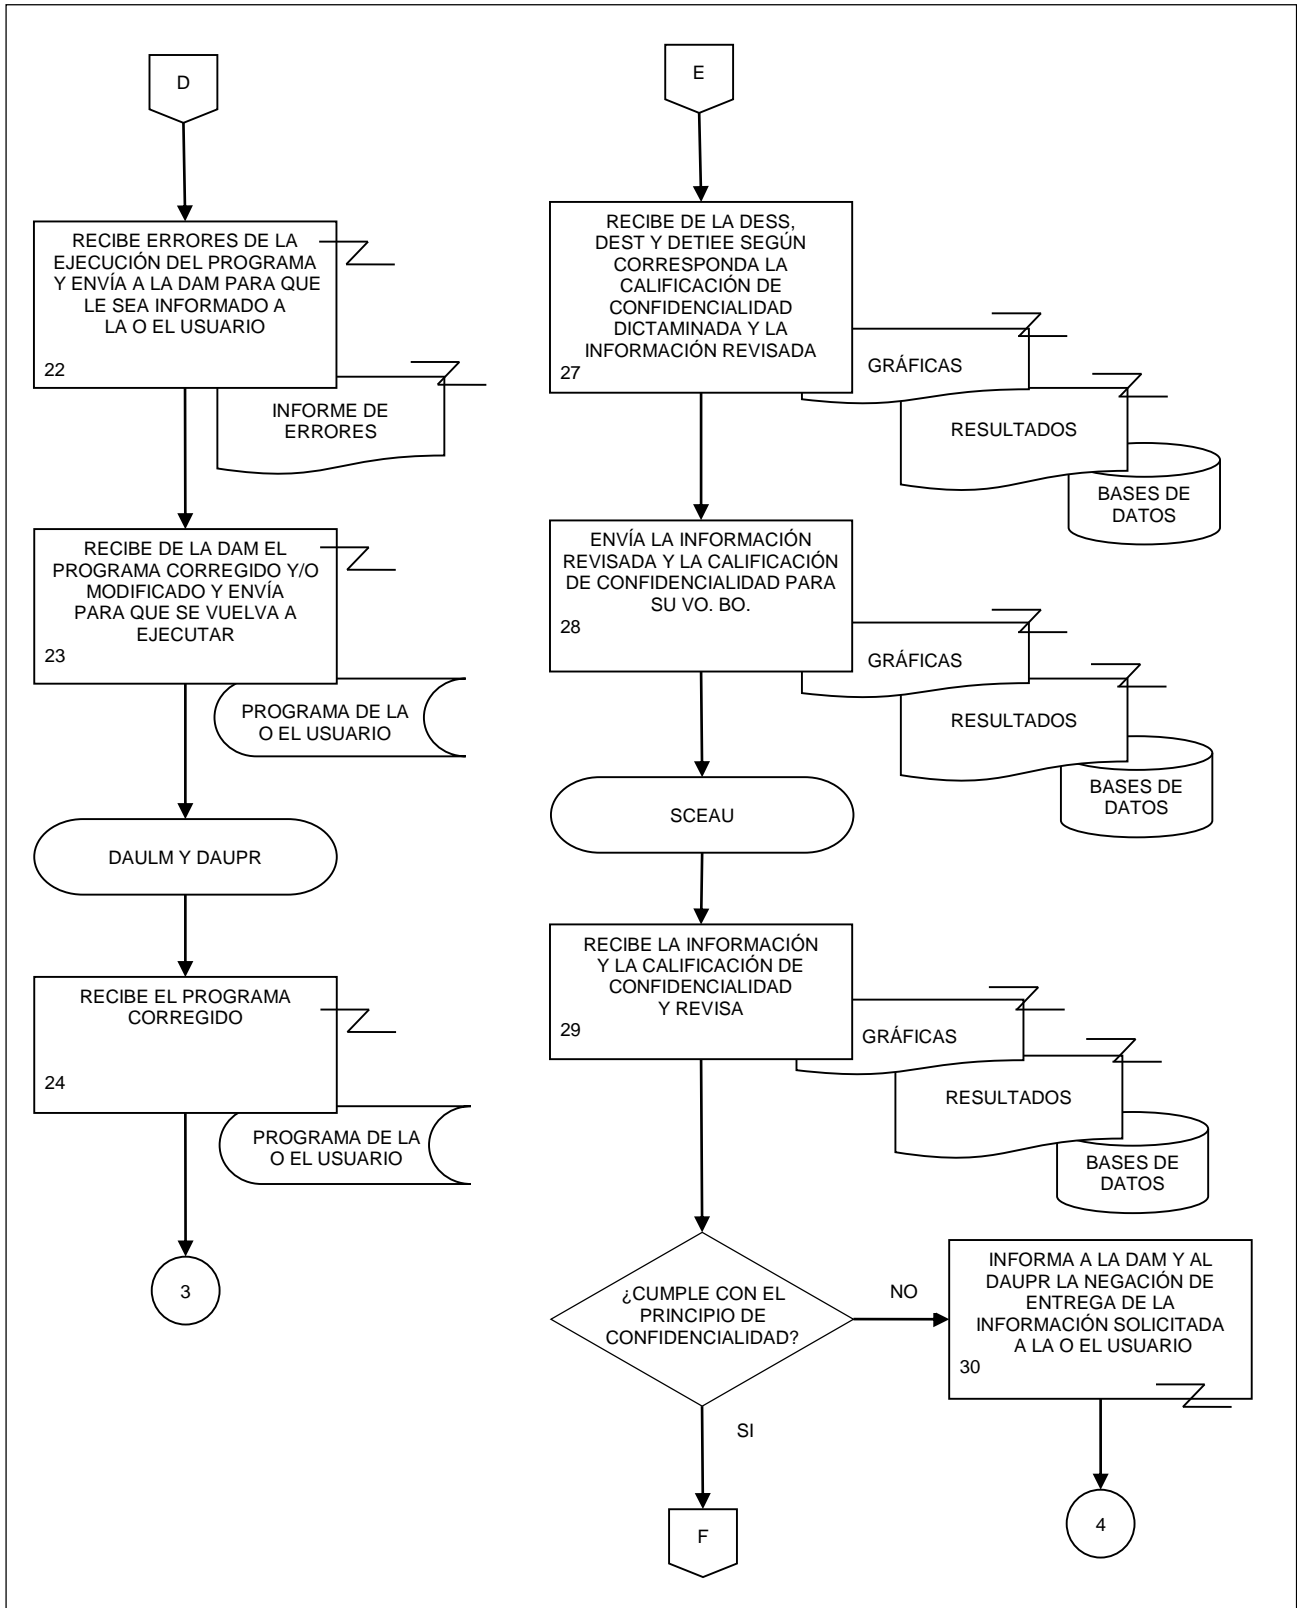 D
RECIBE ERRORES DE LA
EJECUCIÓN DEL PROGRAMA
Y ENVÍA A LA DAM PARA QUE
LE SEA INFORMADO A
LA O EL USUARIO
22
INFORME DE
ERRORES
RECIBE DE LA DAM EL
PROGRAMA CORREGIDO Y/O
MODIFICADO Y ENVÍA
PARA QUE SE VUELVA A
EJECUTAR
23
PROGRAMA DE LA
O EL USUARIO
DAULM Y DAUPR
RECIBE EL PROGRAMA
CORREGIDO
24
PROGRAMA DE LA
O EL USUARIO
3
E
RECIBE DE LA DESS,
DEST Y DETIEE SEGÚN
CORRESPONDA LA
CALIFICACIÓN DE
CONFIDENCIALIDAD
DICTAMINADA Y LA
INFORMACIÓN REVISADA
27
GRÁFICAS
RESULTADOS
BASES DE
DATOS
ENVÍA LA INFORMACIÓN
REVISADA Y LA CALIFICACIÓN
DE CONFIDENCIALIDAD PARA
SU VO. BO.
28
GRÁFICAS
RESULTADOS
BASES DE
DATOS
SCEAU
RECIBE LA INFORMACIÓN
Y LA CALIFICACIÓN DE
CONFIDENCIALIDAD
Y REVISA
29
GRÁFICAS
RESULTADOS
BASES DE
DATOS
¿CUMPLE CON EL
PRINCIPIO DE
CONFIDENCIALIDAD?
NO
INFORMA A LA DAM Y AL
DAUPR LA NEGACIÓN DE
ENTREGA DE LA
INFORMACIÓN SOLICITADA
A LA O EL USUARIO
30
SI
F
4